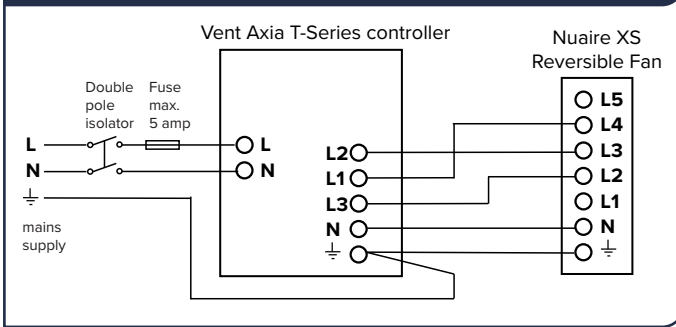 Vent Axia T-Series controller
Nuaire XS
Reversible Fan
Double
pole
isolator
Fuse
max.
5 amp
L
N
mains
supply
L
N
L2
L1
L3
N
L5
L4
L3
L2
L1
N